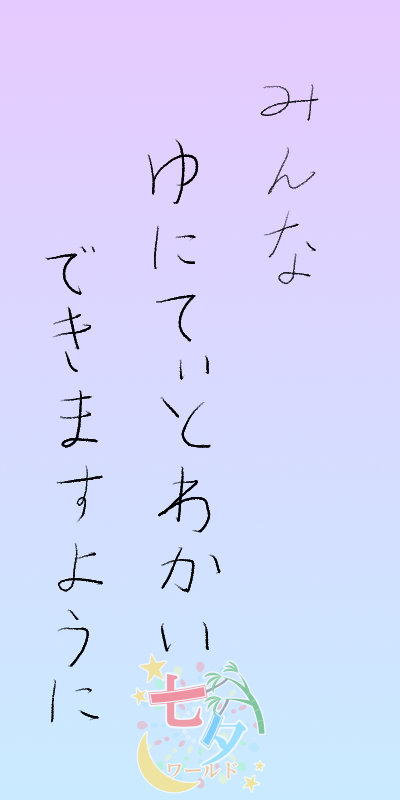 みんな
ゆにてぃとわかい
できますように
七夕
ワールド